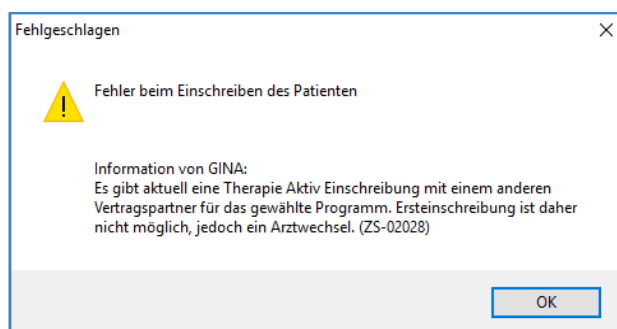 Fehlgeschlagen
Fehler beim Einschreiben des Patienten
Information von GINA:
Es gibt aktuell eine Therapie Aktiv Einschreibung mit einem anderen
Vertragspartner für das gewählte Programm. Ersteinschreibung ist daher
nicht möglich, jedoch ein Arztwechsel. (ZS-02028)
OK